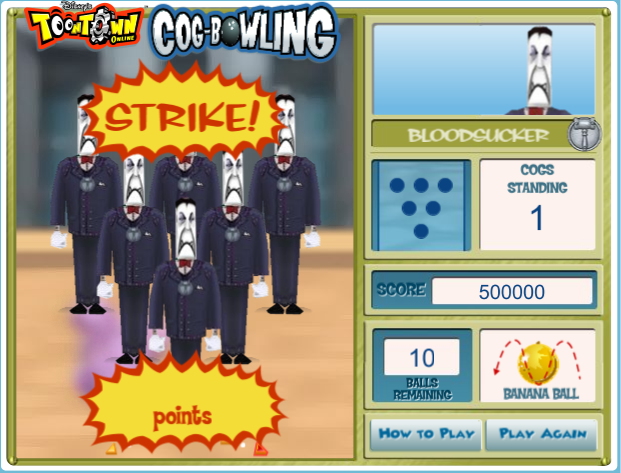 Disney's
TOONTOWN
ONLINE
COG-BOWLING
STRIKE!
points
BLOODSUCKER
COGS
STANDING
1
SCORE 500000
10
BALLS
REMAINING
BANANA BALL
HOW TO PLAY
PLAY AGAIN